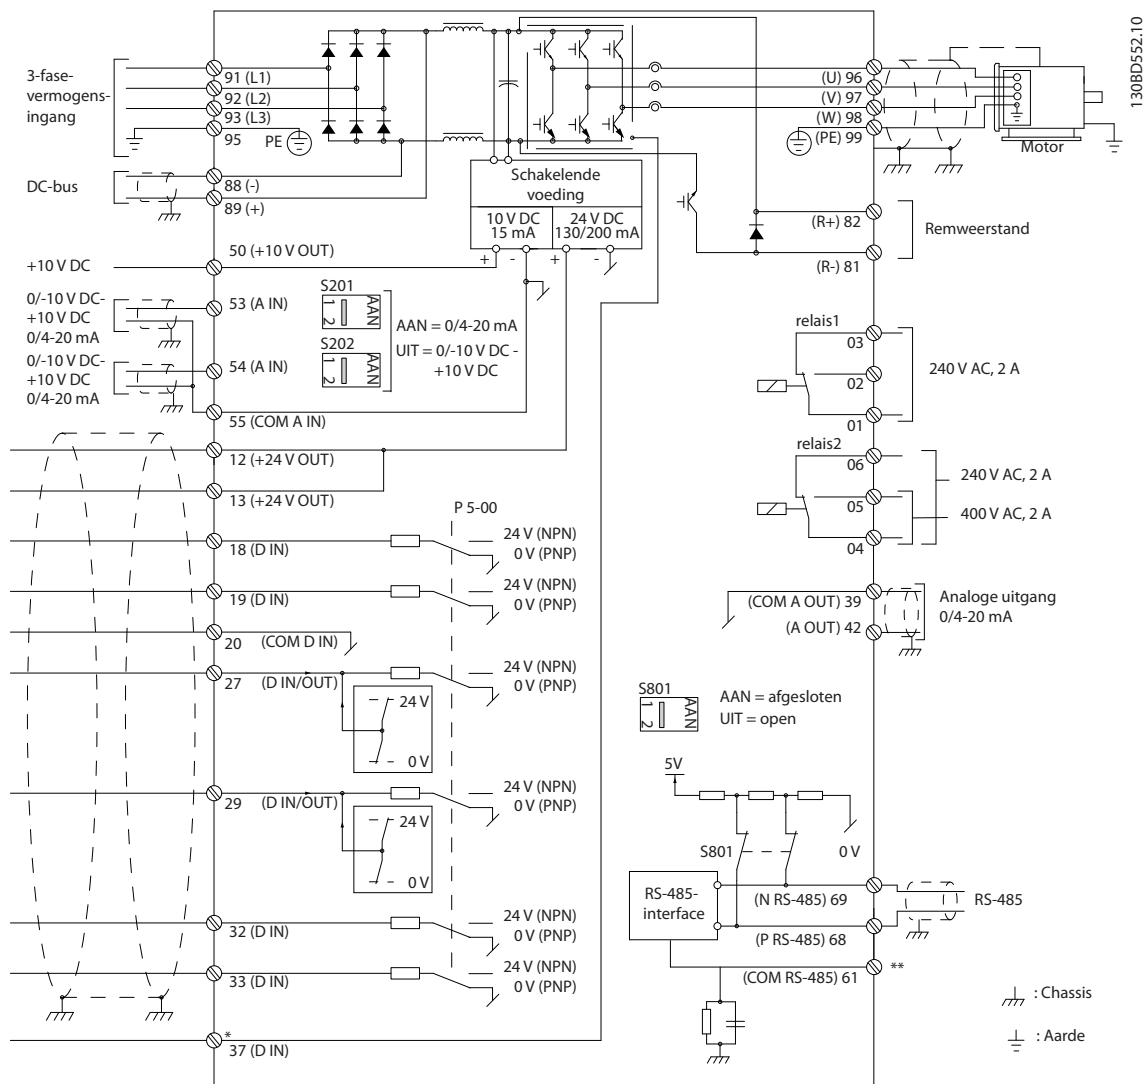 130BD552.10
3-fase-
vermogens-
ingang
91 (L1)
92 (L2)
93 (L3)
95
PE
(U) 96
(V) 97
(W) 98
(PE) 99
Motor
DC-bus
88 (-)
89 (+)
Schakelende
voeding
10 V DC
15 mA
24 V DC
130/200 mA
+ - + -
(R+) 82
(R-) 81
Remweerstand
+10 V DC
50 (+10 V OUT)
0/-10 V DC-
+10 V DC
0/4-20 mA
53 (A IN)
S201
1
2
AAN
AAN = 0/4-20 mA
UIT = 0/-10 V DC -
+10 V DC
0/-10 V DC-
+10 V DC
0/4-20 mA
54 (A IN)
S202
1
2
AAN
55 (COM A IN)
relais1
03
02
01
240 V AC, 2 A
relais2
06
05
04
240 V AC, 2 A
400 V AC, 2 A
12 (+24 V OUT)
13 (+24 V OUT)
P 5-00
18 (D IN)
24 V (NPN)
0 V (PNP)
19 (D IN)
24 V (NPN)
0 V (PNP)
20 (COM D IN)
27 (D IN/OUT)
24 V (NPN)
0 V (PNP)
24 V
0 V
29 (D IN/OUT)
24 V (NPN)
0 V (PNP)
24 V
0 V
32 (D IN)
24 V (NPN)
0 V (PNP)
33 (D IN)
24 V (NPN)
0 V (PNP)
*
37 (D IN)
(COM A OUT) 39
(A OUT) 42
Analoge uitgang
0/4-20 mA
S801
1
2
AAN
AAN = afgesloten
UIT = open
5V
S801
0 V
RS-485-
interface
(N RS-485) 69
(P RS-485) 68
(COM RS-485) 61
RS-485
**
: Chassis
: Aarde